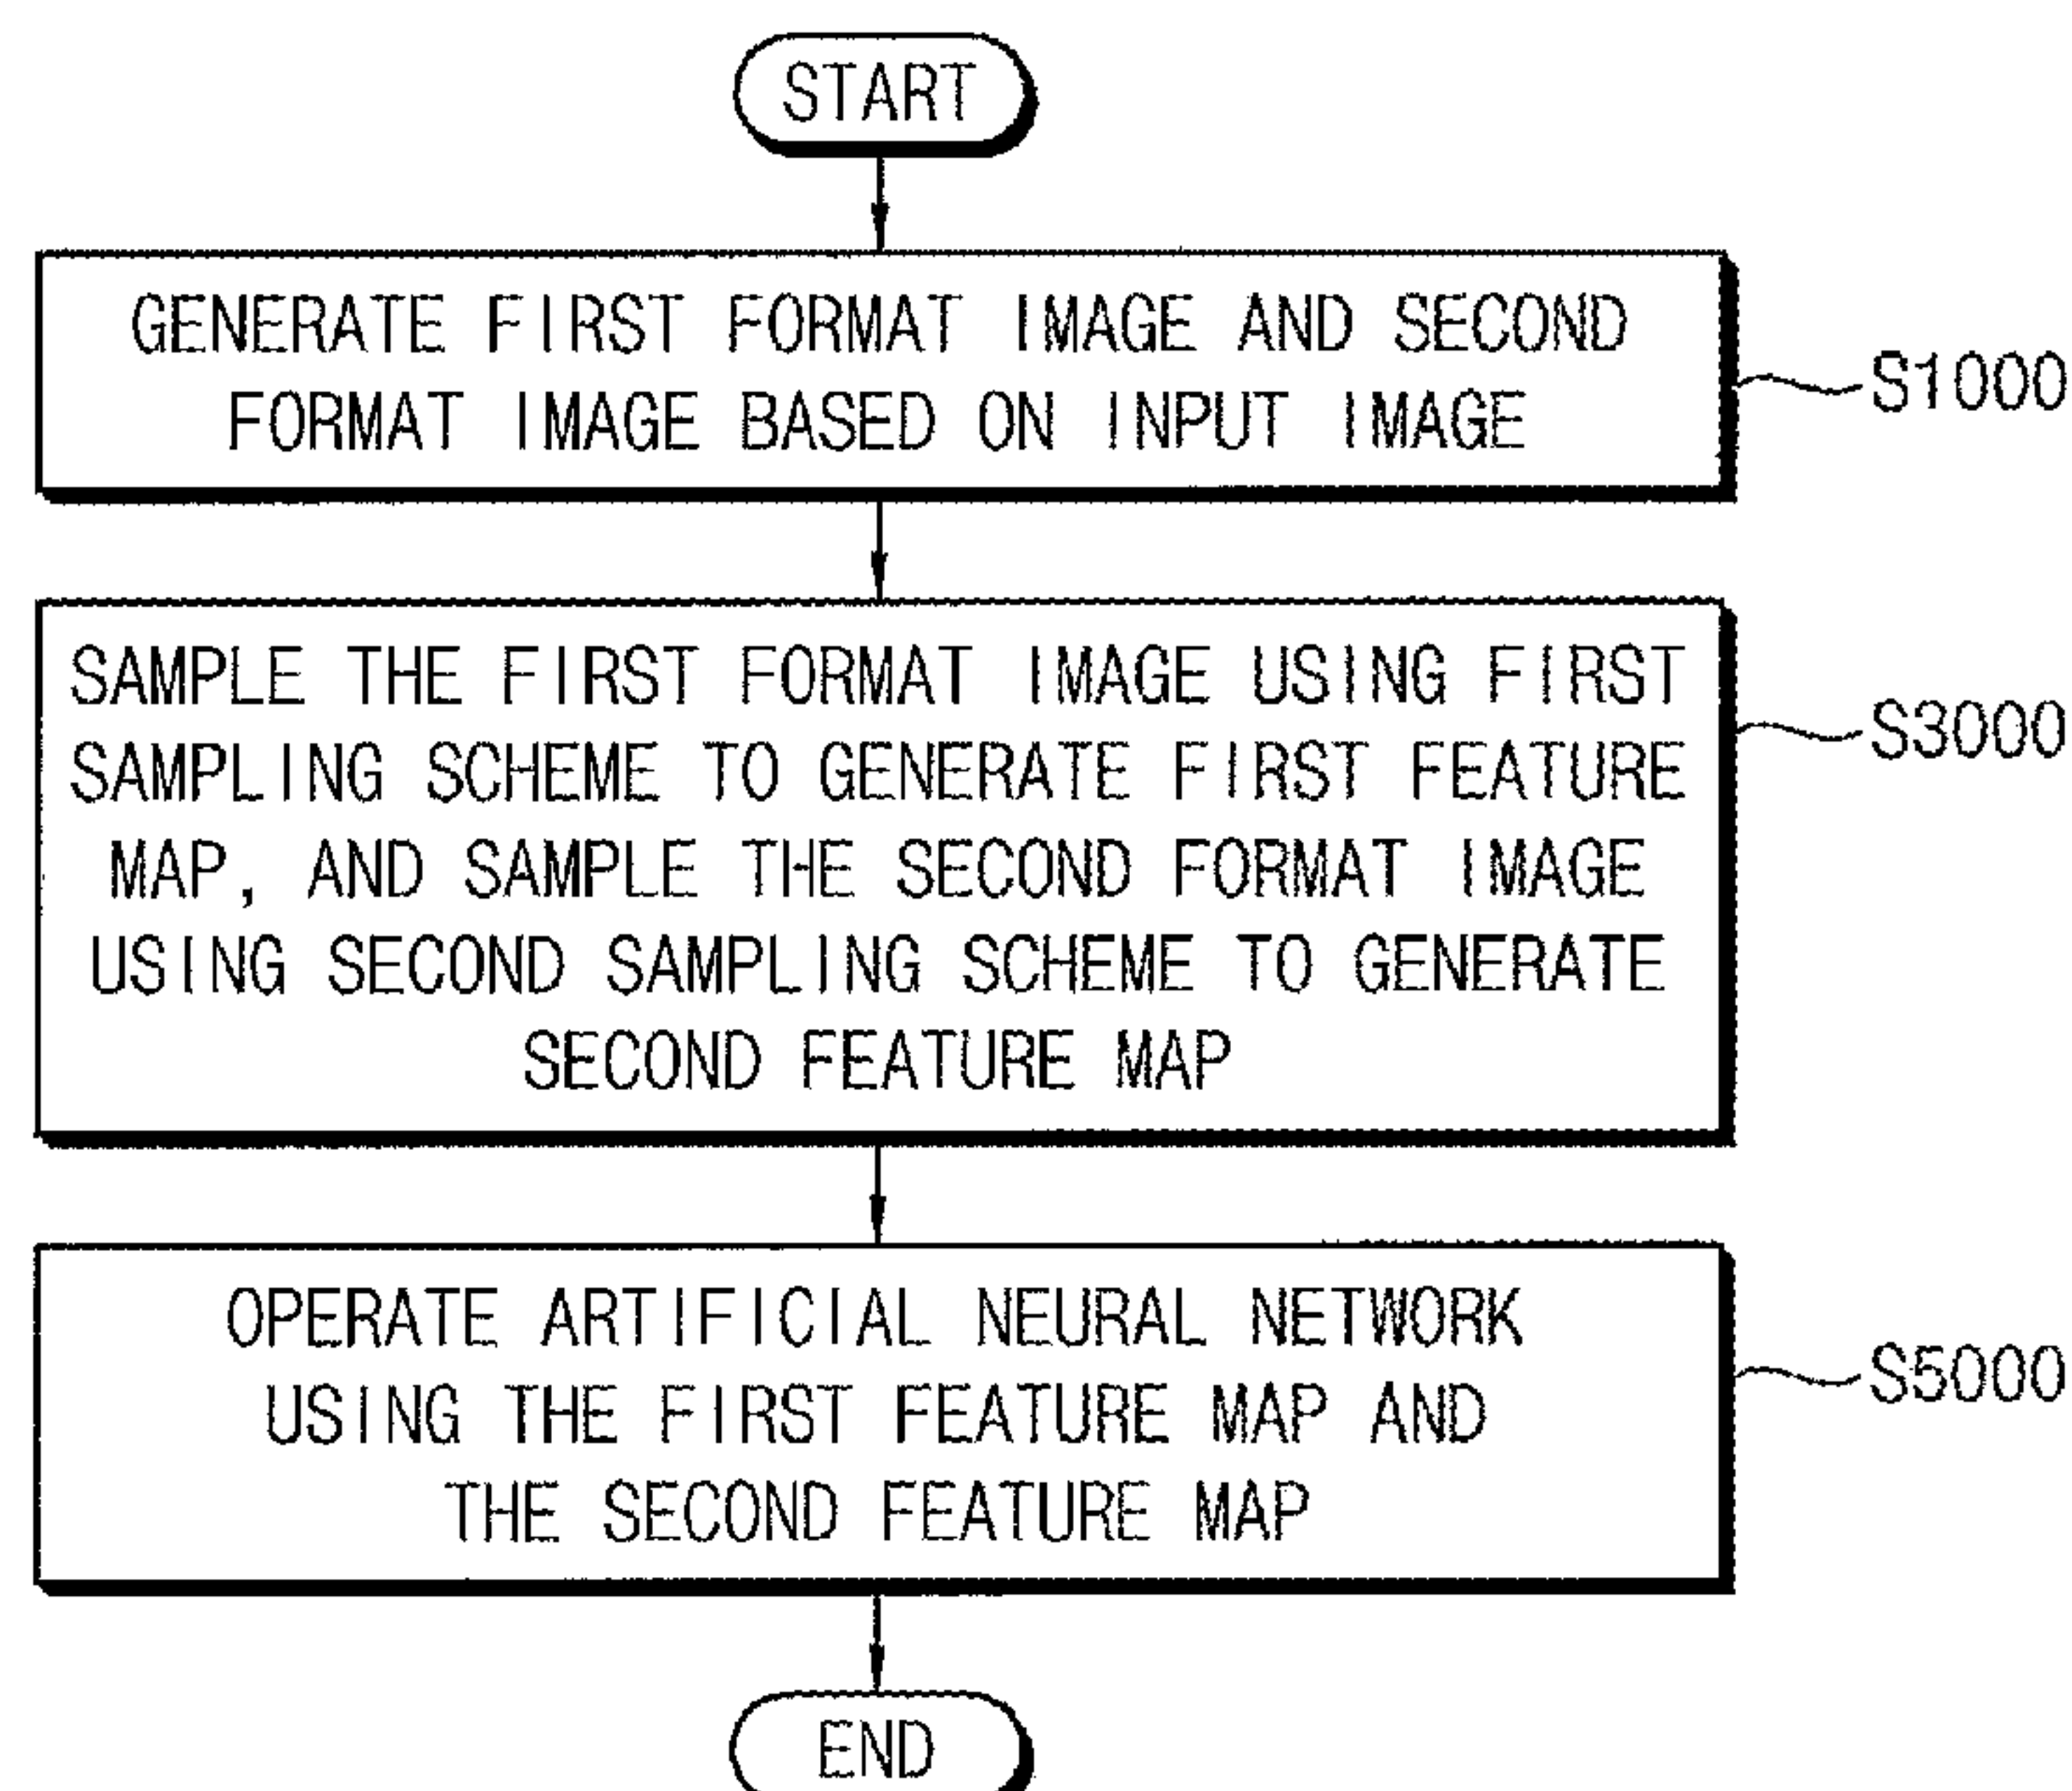 START
GENERATE FIRST FORMAT IMAGE AND SECOND
FORMAT IMAGE BASED ON INPUT IMAGE
S1000
SAMPLE THE FIRST FORMAT IMAGE USING FIRST
SAMPLING SCHEME TO GENERATE FIRST FEATURE
MAP, AND SAMPLE THE SECOND FORMAT IMAGE
USING SECOND SAMPLING SCHEME TO GENERATE
SECOND FEATURE MAP
S3000
OPERATE ARTIFICIAL NEURAL NETWORK
USING THE FIRST FEATURE MAP AND
THE SECOND FEATURE MAP
S5000
END